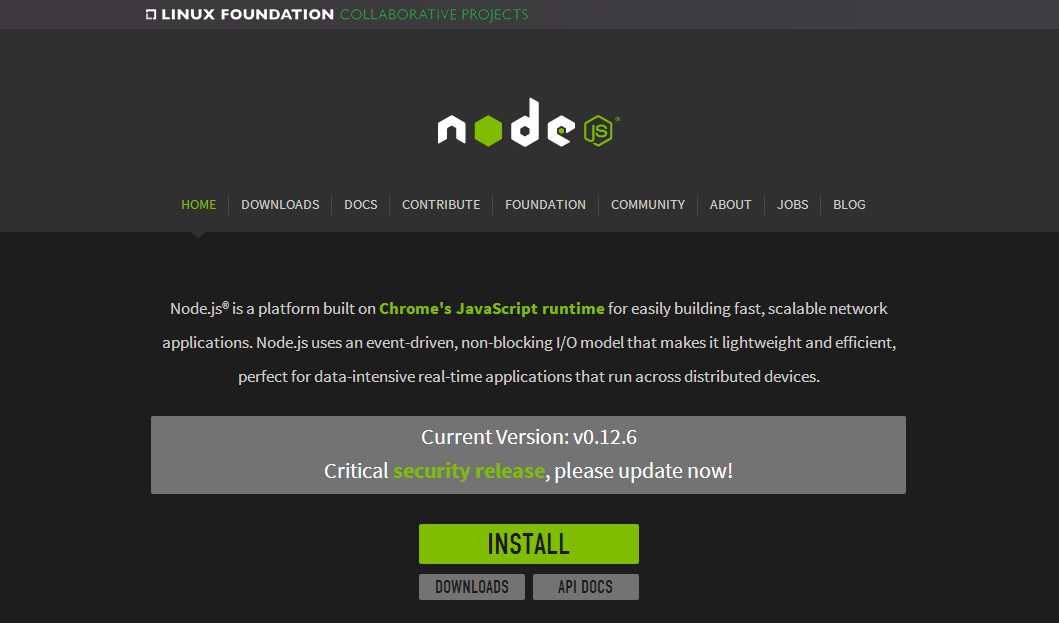 LINUX FOUNDATION COLLABORATIVE PROJECTS
node JS®
HOME DOWNLOADS DOCS CONTRIBUTE FOUNDATION COMMUNITY ABOUT JOBS BLOG
Node.js® is a platform built on Chrome's JavaScript runtime for easily building fast, scalable network
applications. Node.js uses an event-driven, non-blocking I/O model that makes it lightweight and efficient,
perfect for data-intensive real-time applications that run across distributed devices.
Current Version: v0.12.6
Critical security release, please update now!
INSTALL
DOWNLOADS API DOCS